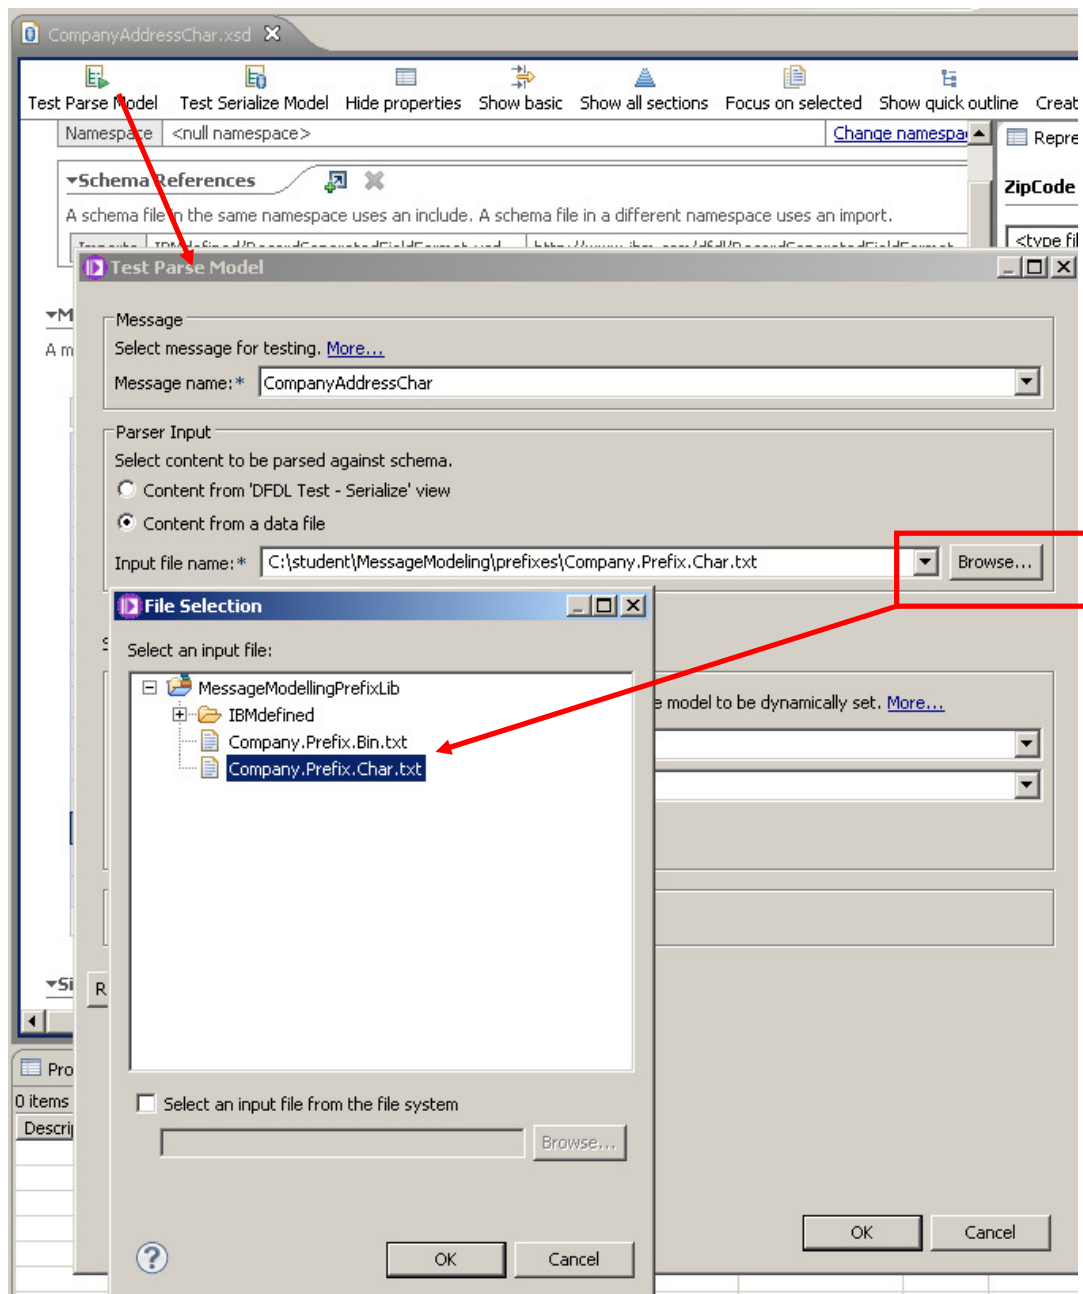 CompanyAddressChar.xsd
Test Parse Model Test Serialize Model Hide properties Show basic Show all sections Focus on selected Show quick outline Creat
Namespace <null namespace> Change namespa
Repre
Schema References
ZipCode
A schema file in the same namespace uses an include. A schema file in a different namespace uses an import.
<type fil
Test Parse Model
M
Message
A m
Select message for testing. More...
Message name:* CompanyAddressChar
Parser Input
Select content to be parsed against schema.
Content from 'DFDL Test - Serialize' view
Content from a data file
Input file name:* C:\student\MessageModeling\prefixes\Company.Prefix.Char.txt Browse...
File Selection
Select an input file:
MessageModellingPrefixLib
e model to be dynamically set. More...
IBMdefined
Company.Prefix.Bin.txt
Company.Prefix.Char.txt
Si
R
Pro
0 items
Select an input file from the file system
Descrip
Browse...
OK Cancel
OK Cancel